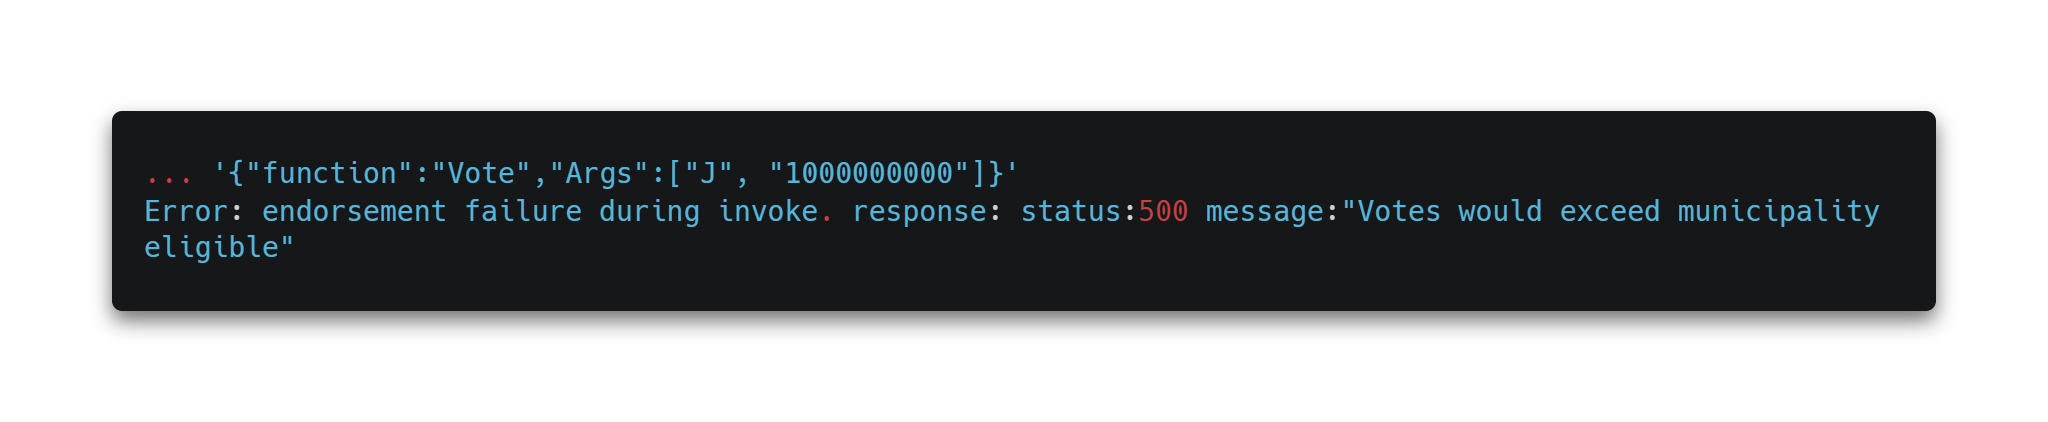 ... '{"function":"Vote","Args":["J", "1000000000"]}'
Error: endorsement failure during invoke. response: status:500 message:"Votes would exceed municipality
eligible"